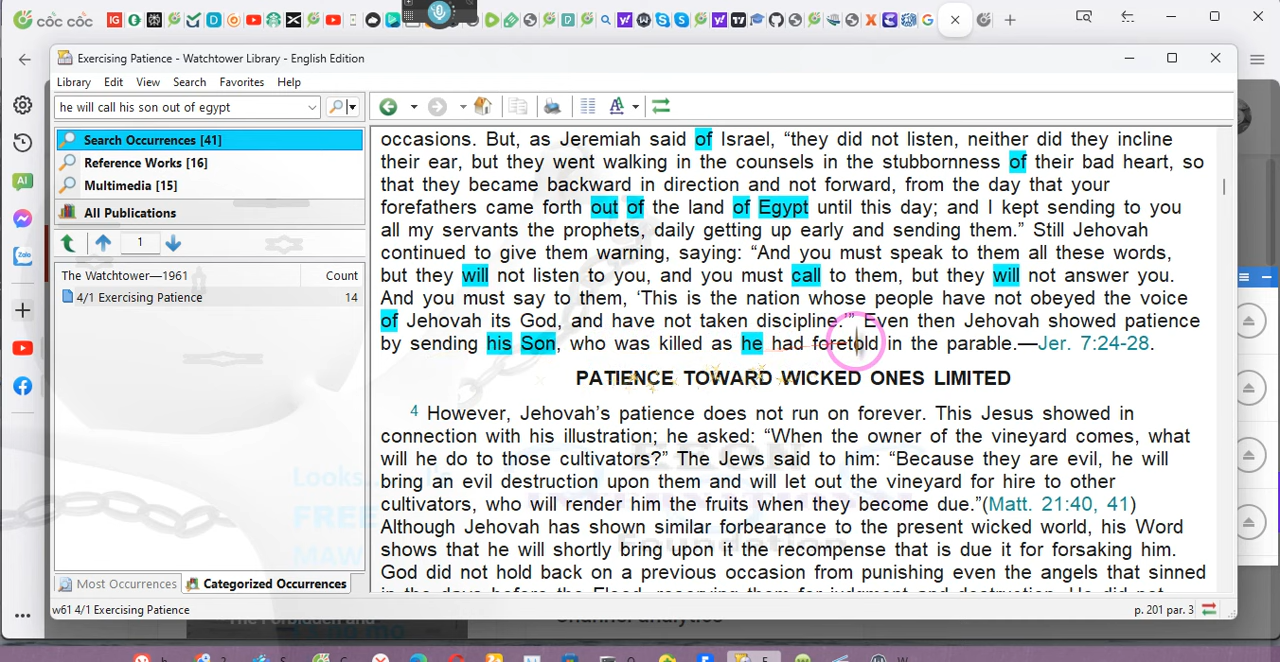 cốc cốc
Exercising Patience - Watchtower Library - English Edition
Library Edit View Search Favorites Help
he will call his son out of egypt
Search Occurrences [41]
Reference Works [16]
Multimedia [15]
All Publications
1
The Watchtower—1961 Count
4/1 Exercising Patience 14
Most Occurrences Categorized Occurrences
occasions. But, as Jeremiah said of Israel, “they did not listen, neither did they incline
their ear, but they went walking in the counsels in the stubbornness of their bad heart, so
that they became backward in direction and not forward, from the day that your
forefathers came forth out of the land of Egypt until this day; and I kept sending to you
all my servants the prophets, daily getting up early and sending them.” Still Jehovah
continued to give them warning, saying: “And you must speak to them all these words,
but they will not listen to you, and you must call to them, but they will not answer you.
And you must say to them, ‘This is the nation whose people have not obeyed the voice
of Jehovah its God, and have not taken discipline.’” Even then Jehovah showed patience
by sending his Son, who was killed as he had foretold in the parable.—Jer. 7:24-28.
PATIENCE TOWARD WICKED ONES LIMITED
4 However, Jehovah’s patience does not run on forever. This Jesus showed in
connection with his illustration; he asked: “When the owner of the vineyard comes, what
will he do to those cultivators?” The Jews said to him: “Because they are evil, he will
bring an evil destruction upon them and will let out the vineyard for hire to other
cultivators, who will render him the fruits when they become due.”(Matt. 21:40, 41)
Although Jehovah has shown similar forbearance to the present wicked world, his Word
shows that he will shortly bring upon it the recompense that is due it for forsaking him.
God did not hold back on a previous occasion from punishing even the angels that sinned
w61 4/1 Exercising Patience
p. 201 par. 3